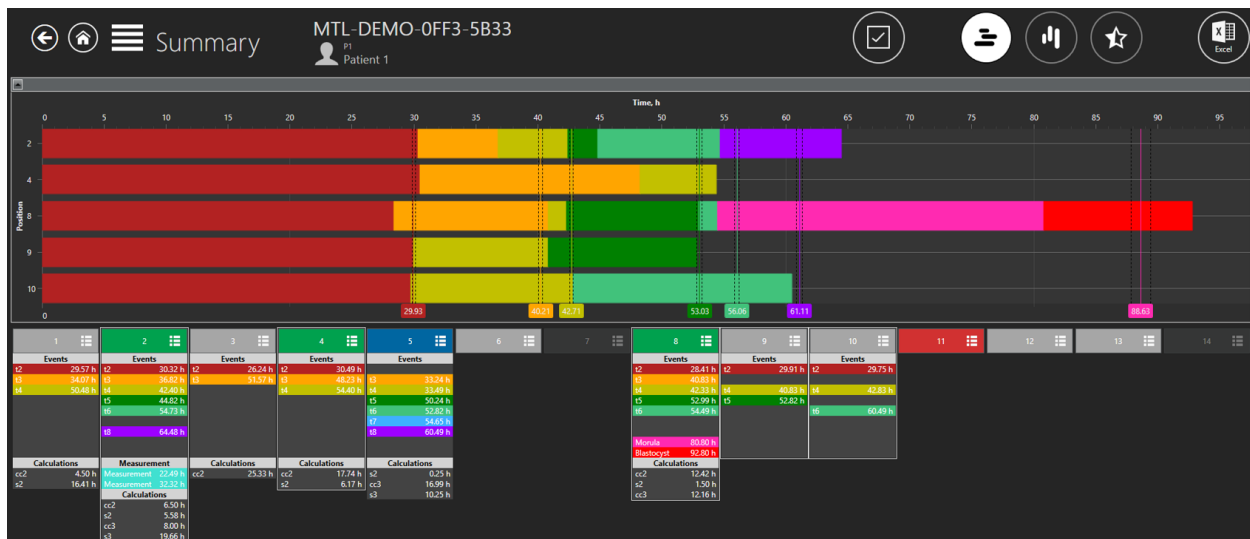 Summary
MTL-DEMO-0FF3-5B33
P1
Patient 1
Excel
Time, h
0 5 10 15 20 25 30 35 40 45 50 55 60 65 70 75 80 85 90 95
Position
2
4
8
9
10
0
29.93 40.21 42.71 53.03 56.06 61.11 88.63
1
Events
t2 29.57 h
t3 34.07 h
t4 50.48 h
Calculations
cc2 4.50 h
s2 16.41 h
2
Events
t2 30.32 h
t3 36.82 h
t4 42.40 h
t5 44.82 h
t6 54.73 h
t8 64.48 h
Measurement
Measurement 22.49 h
Measurement 32.32 h
Calculations
cc2 6.50 h
s2 5.58 h
cc3 8.00 h
s3 19.66 h
3
Events
t2 26.24 h
t3 51.57 h
Calculations
cc2 25.33 h
4
Events
t2 30.49 h
t3 48.23 h
t4 54.40 h
Calculations
cc2 17.74 h
s2 6.17 h
5
Events
t3 33.24 h
t4 33.49 h
t5 50.24 h
t6 52.82 h
t7 54.65 h
t8 60.49 h
Calculations
s2 0.25 h
cc3 16.99 h
s3 10.25 h
6
7
8
Events
t2 28.41 h
t3 40.83 h
t4 42.33 h
t5 52.99 h
t6 54.49 h
Morula 80.80 h
Blastocyst 92.80 h
Calculations
cc2 12.42 h
s2 1.50 h
cc3 12.16 h
9
Events
t2 29.91 h
t4 40.83 h
t5 52.82 h
10
Events
t2 29.75 h
t4 42.83 h
t6 60.49 h
11
12
13
14